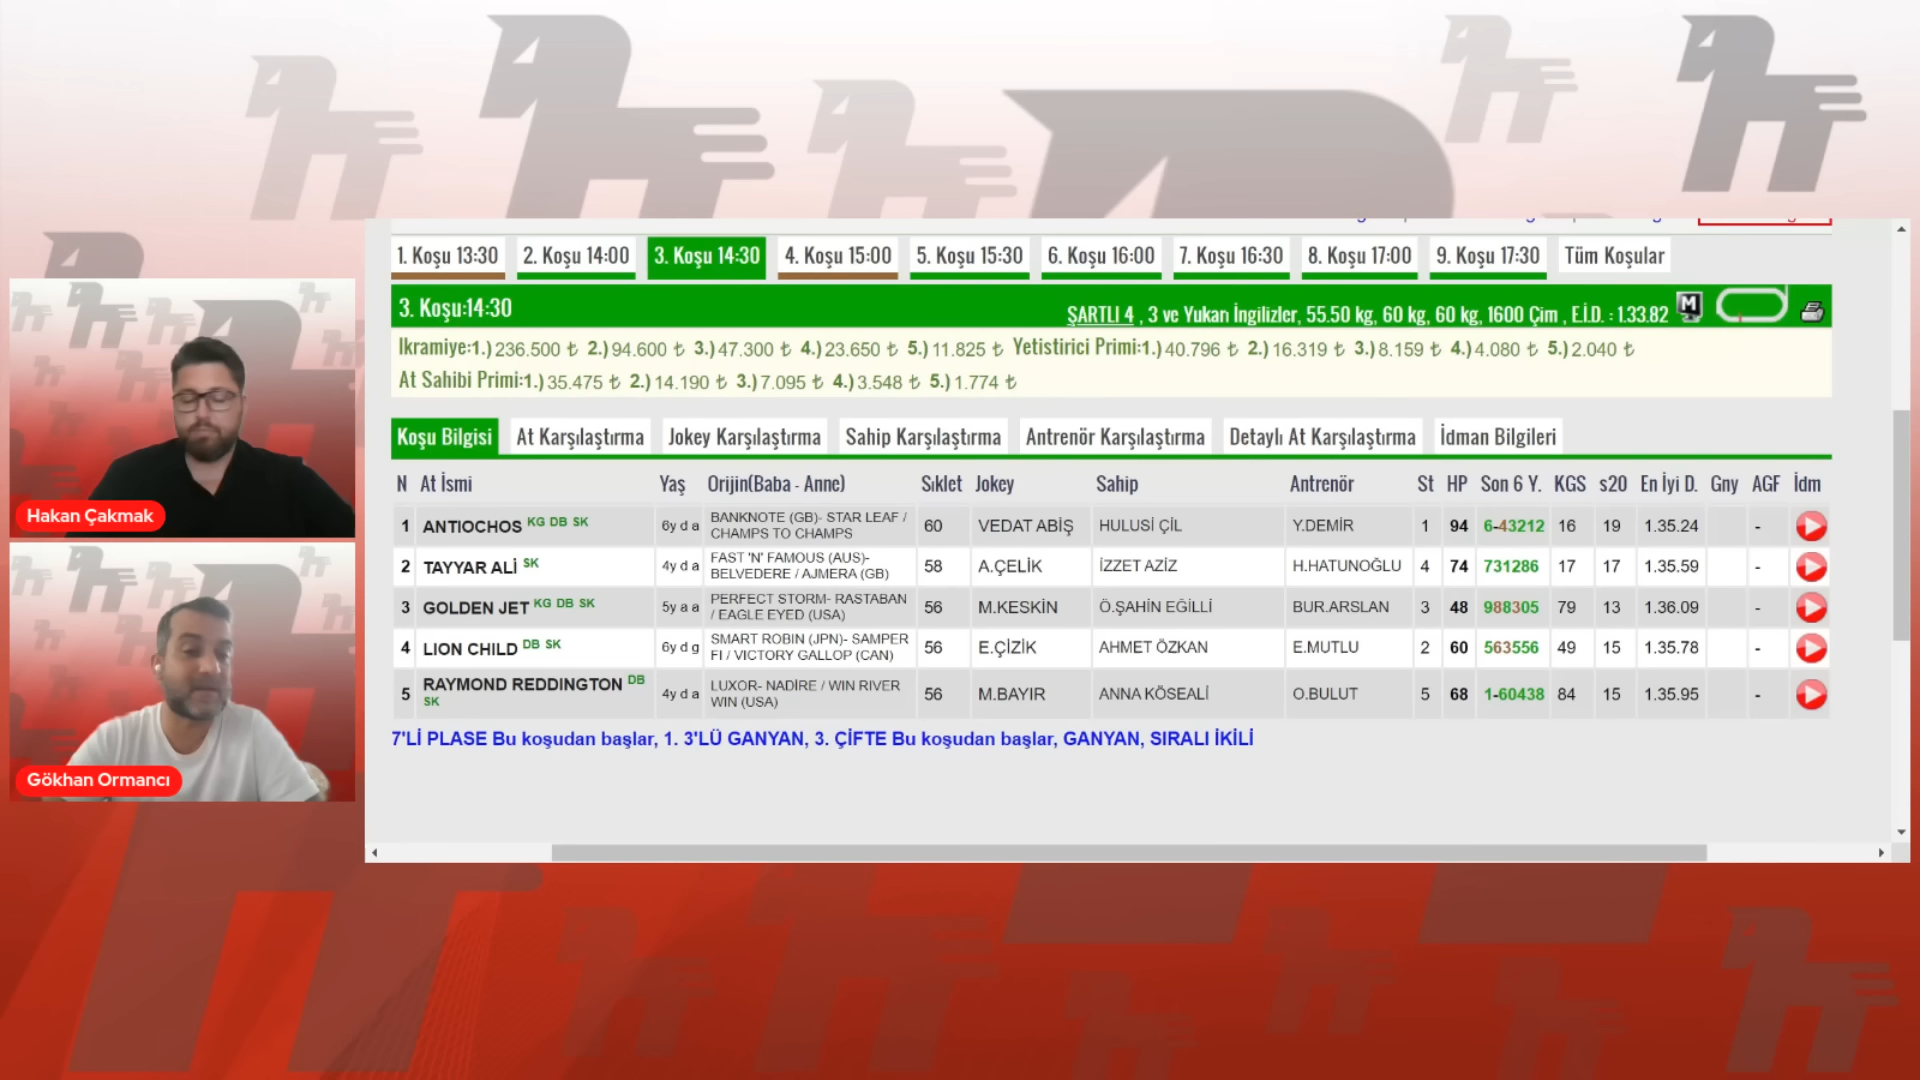 1. Koşu 13:30 2. Koşu 14:00 3. Koşu 14:30 4. Koşu 15:00 5. Koşu 15:30 6. Koşu 16:00 7. Koşu 16:30 8. Koşu 17:00 9. Koşu 17:30 Tüm Koşular
3. Koşu:14:30
ŞARTLI 4 , 3 ve Yukarı İngilizler, 55.50 kg, 60 kg, 60 kg, 1600 Çim , E.İ.D. : 1.33.82 M
Ikramiye:1.) 236.500 ₺ 2.) 94.600 ₺ 3.) 47.300 ₺ 4.) 23.650 ₺ 5.) 11.825 ₺ Yetistirici Primi:1.) 40.796 ₺ 2.) 16.319 ₺ 3.) 8.159 ₺ 4.) 4.080 ₺ 5.) 2.040 ₺
At Sahibi Primi:1.) 35.475 ₺ 2.) 14.190 ₺ 3.) 7.095 ₺ 4.) 3.548 ₺ 5.) 1.774 ₺
Koşu Bilgisi At Karşılaştırma Jokey Karşılaştırma Sahip Karşılaştırma Antrenör Karşılaştırma Detaylı At Karşılaştırma İdman Bilgileri
N At İsmi Yaş Orijin(Baba - Anne) Sıklet Jokey Sahip Antrenör St HP Son 6 Y. KGS s20 En İyi D. Gny AGF İdm
1 ANTIOCHOS KG DB SK 6y d a BANKNOTE (GB)- STAR LEAF / CHAMPS TO CHAMPS 60 VEDAT ABİŞ HULUSİ ÇİL Y.DEMİR 1 94 6-43212 16 19 1.35.24 -
2 TAYYAR ALİ SK 4y d a FAST 'N' FAMOUS (AUS)- BELVEDERE / AJMERA (GB) 58 A.ÇELİK İZZET AZİZ H.HATUNOĞLU 4 74 731286 17 17 1.35.59 -
3 GOLDEN JET KG DB SK 5y a a PERFECT STORM- RASTABAN / EAGLE EYED (USA) 56 M.KESKİN Ö.ŞAHİN EĞİLLİ BUR.ARSLAN 3 48 988305 79 13 1.36.09 -
4 LION CHILD DB SK 6y d g SMART ROBIN (JPN)- SAMPER FI / VICTORY GALLOP (CAN) 56 E.ÇİZİK AHMET ÖZKAN E.MUTLU 2 60 563556 49 15 1.35.78 -
5 RAYMOND REDDINGTON DB SK 4y d a LUXOR- NADİRE / WIN RIVER WIN (USA) 56 M.BAYIR ANNA KÖSEALİ O.BULUT 5 68 1-60438 84 15 1.35.95 -
7'Lİ PLASE Bu koşudan başlar, 1. 3'LÜ GANYAN, 3. ÇİFTE Bu koşudan başlar, GANYAN, SIRALI İKİLİ
Hakan Çakmak
Gökhan Ormancı